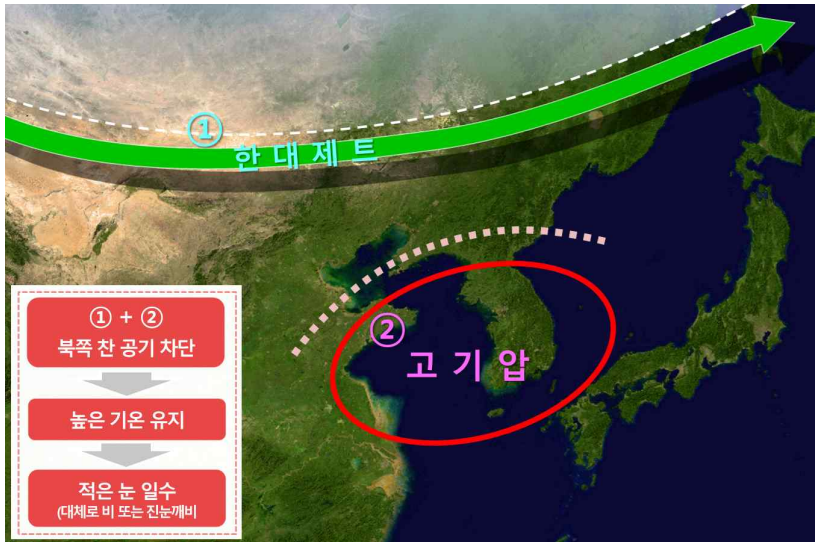 ①
한 대 제 트
②
고 기 압
① + ②
북쪽 찬 공기 차단
높은 기온 유지
적은 눈 일수
(대체로 비 또는 진눈깨비